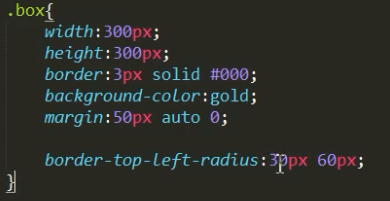 .box{
width:300px;
height:300px;
border:3px solid #000;
background-color:gold;
margin:50px auto 0;
border-top-left-radius:30px 60px;
}